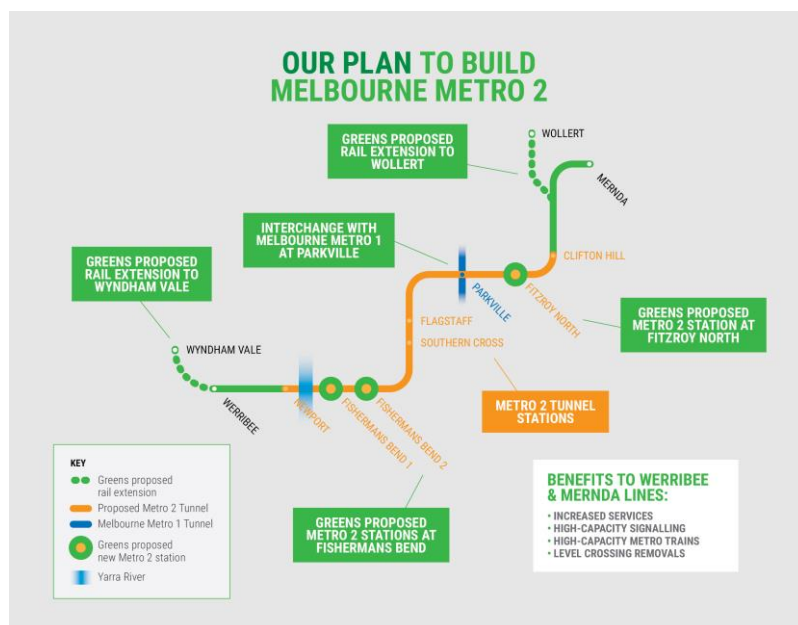 OUR PLAN TO BUILD
MELBOURNE METRO 2
WOLLERT
GREENS PROPOSED
RAIL EXTENSION TO
WOLLERT
MERNDA
INTERCHANGE WITH
MELBOURNE METRO 1
AT PARKVILLE
CLIFTON HILL
GREENS PROPOSED
RAIL EXTENSION TO
WYNDHAM VALE
PARKVILLE
FITZROY NORTH
GREENS PROPOSED
METRO 2 STATION AT
FITZROY NORTH
FLAGSTAFF
SOUTHERN CROSS
WYNDHAM VALE
WERRIBEE
NEWPORT
FISHERMANS BEND 1
FISHERMANS BEND 2
METRO 2 TUNNEL
STATIONS
KEY
Greens proposed
rail extension
Proposed Metro 2 Tunnel
Melbourne Metro 1 Tunnel
Greens proposed
new Metro 2 station
Yarra River
GREENS PROPOSED
METRO 2 STATIONS AT
FISHERMANS BEND
BENEFITS TO WERRIBEE
& MERNDA LINES:
• INCREASED SERVICES
• HIGH-CAPACITY SIGNALLING
• HIGH-CAPACITY METRO TRAINS
• LEVEL CROSSING REMOVALS